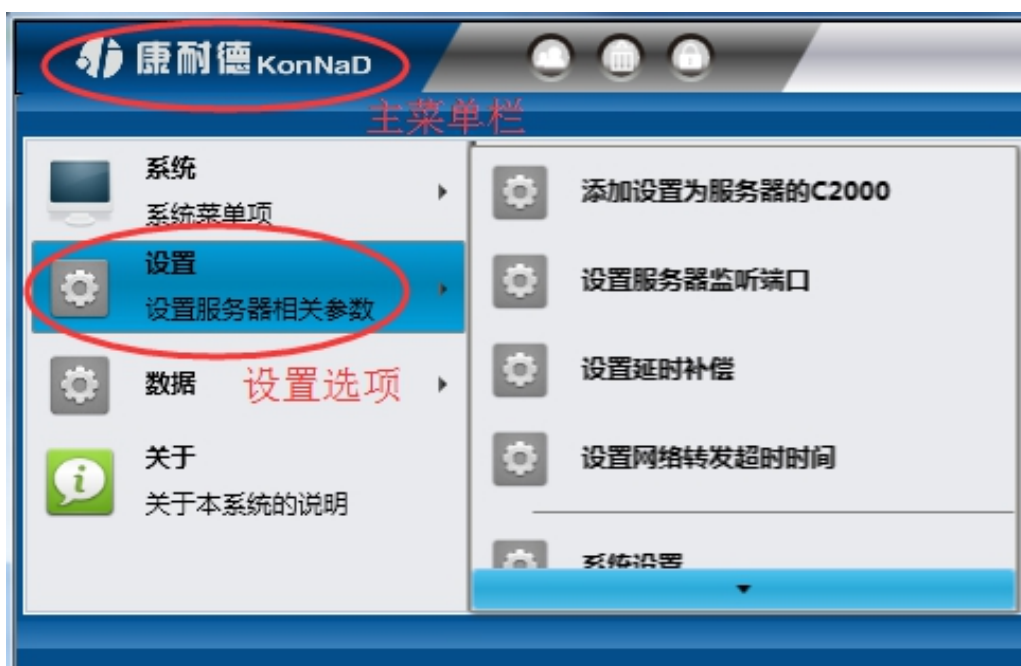 康耐德 KonNaD
主菜单栏
系统
系统菜单项
设置
设置服务器相关参数
数据
设置选项
关于
关于本系统的说明
添加设置为服务器的C2000
设置服务器监听端口
设置延时补偿
设置网络转发超时时间
系统设置